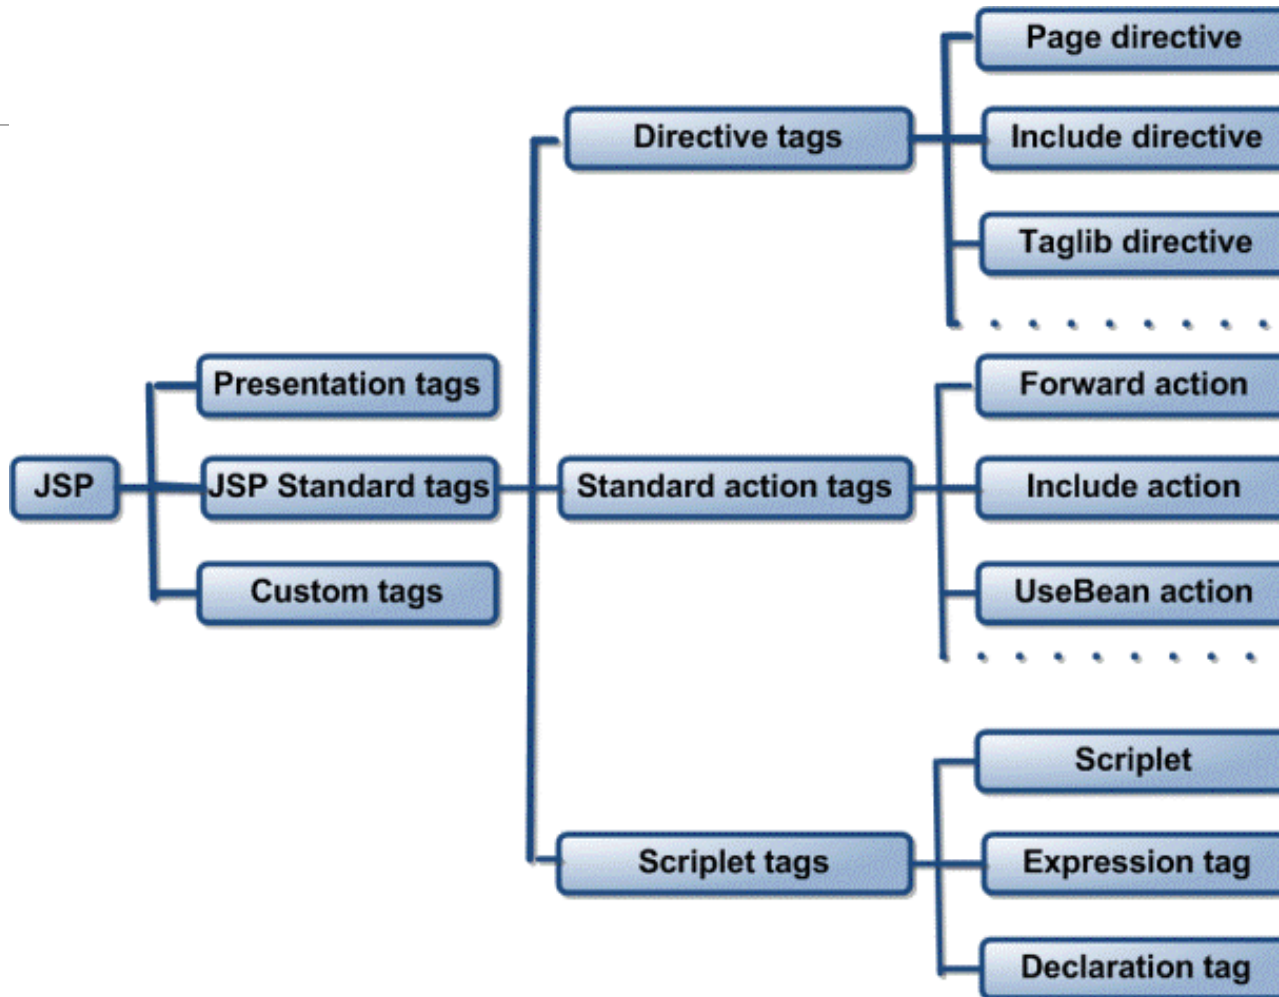 JSP
Presentation tags
JSP Standard tags
Custom tags
Directive tags
Standard action tags
Scriplet tags
Page directive
Include directive
Taglib directive
Forward action
Include action
UseBean action
Scriplet
Expression tag
Declaration tag